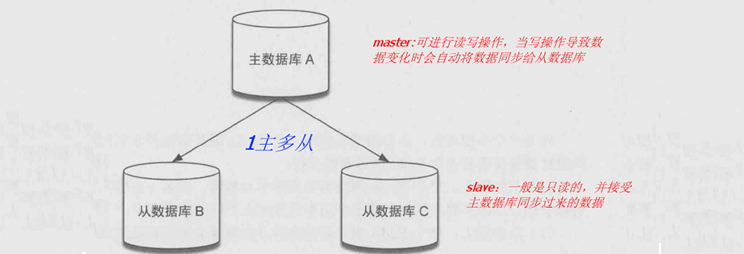 主数据库 A
master:可进行读写操作，当写操作导致数
据变化时会自动将数据同步给从数据库
1主多从
从数据库 B
从数据库 C
slave：一般是只读的，并接受
主数据库同步过来的数据